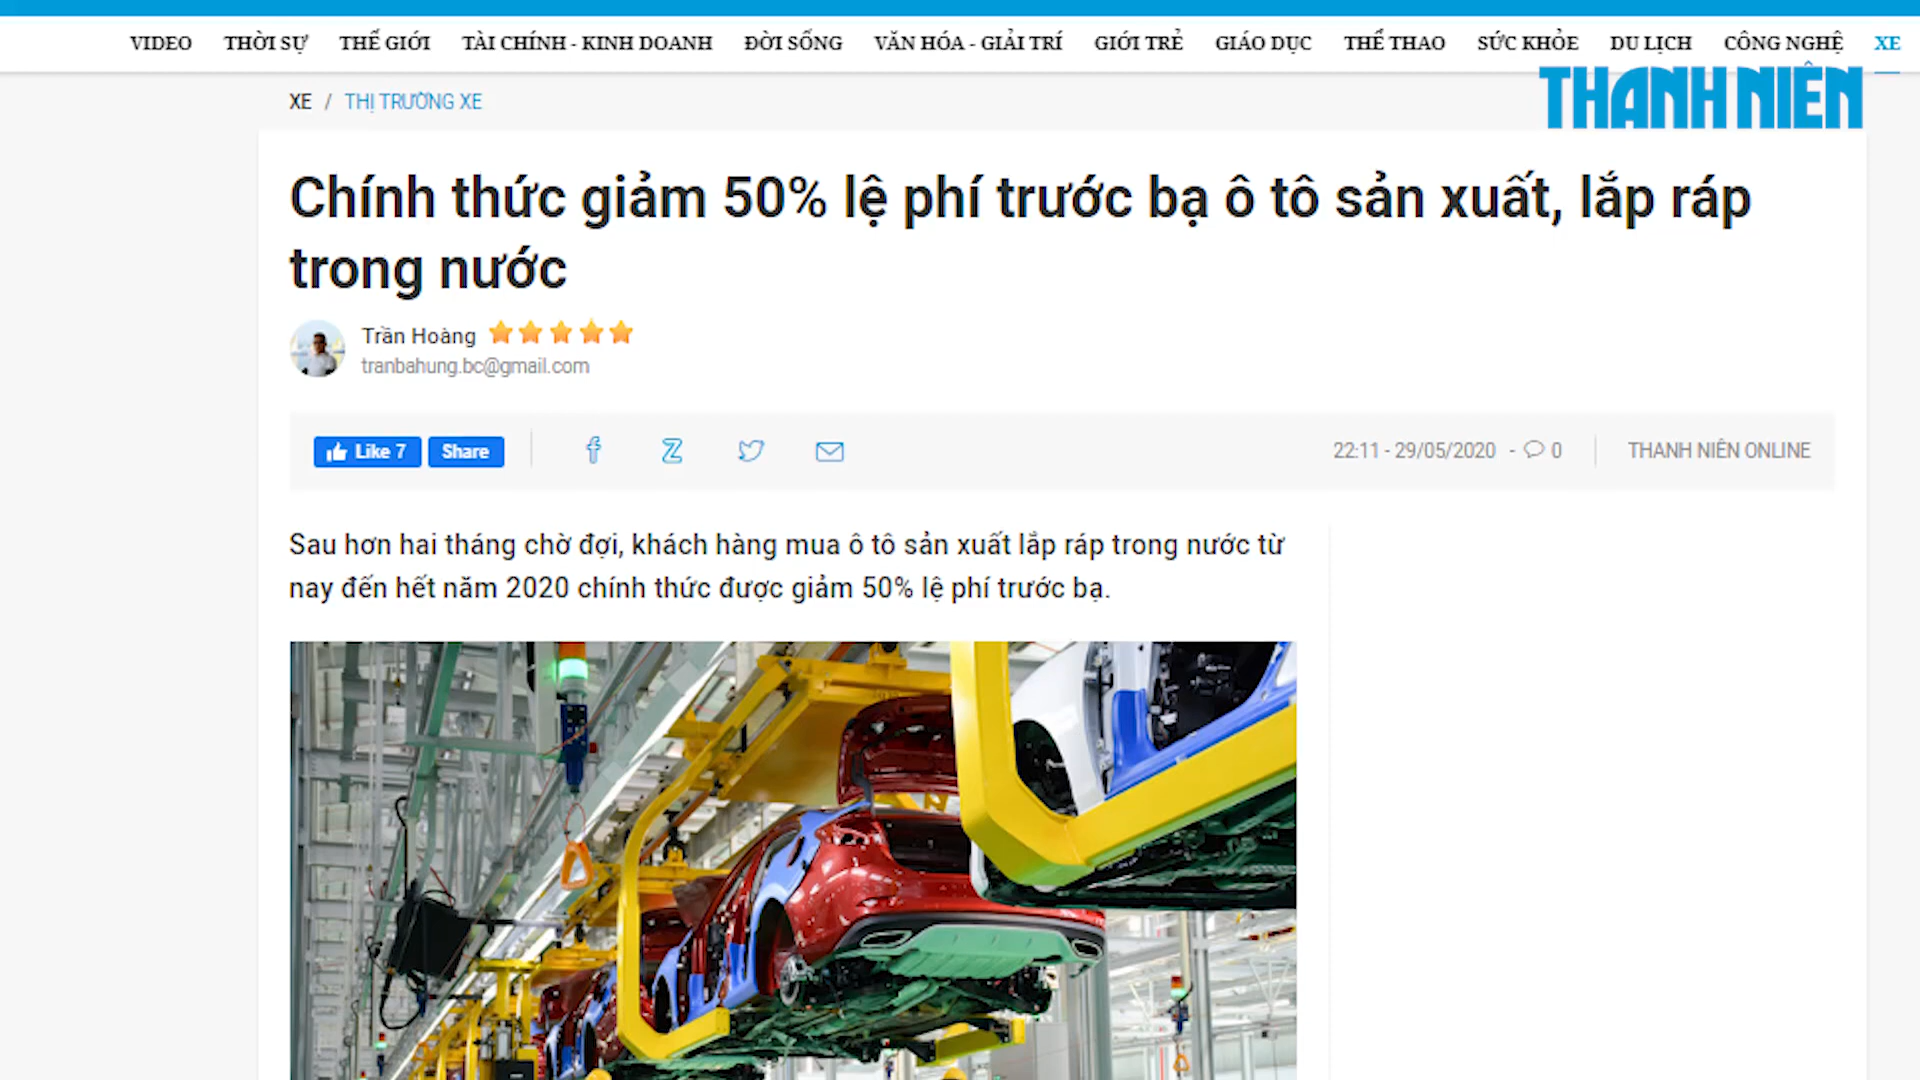 VIDEO THỜI SỰ THẾ GIỚI TÀI CHÍNH - KINH DOANH ĐỜI SỐNG VĂN HÓA - GIẢI TRÍ GIỚI TRẺ GIÁO DỤC THỂ THAO SỨC KHỎE DU LỊCH CÔNG NGHỆ XE
THANH NIÊN
XE / THỊ TRƯỜNG XE
Chính thức giảm 50% lệ phí trước bạ ô tô sản xuất, lắp ráp
trong nước
Trần Hoàng
tranbahung.bc@gmail.com
Like 7 Share 22:11 - 29/05/2020 - 0 THANH NIÊN ONLINE
Sau hơn hai tháng chờ đợi, khách hàng mua ô tô sản xuất lắp ráp trong nước từ
nay đến hết năm 2020 chính thức được giảm 50% lệ phí trước bạ.